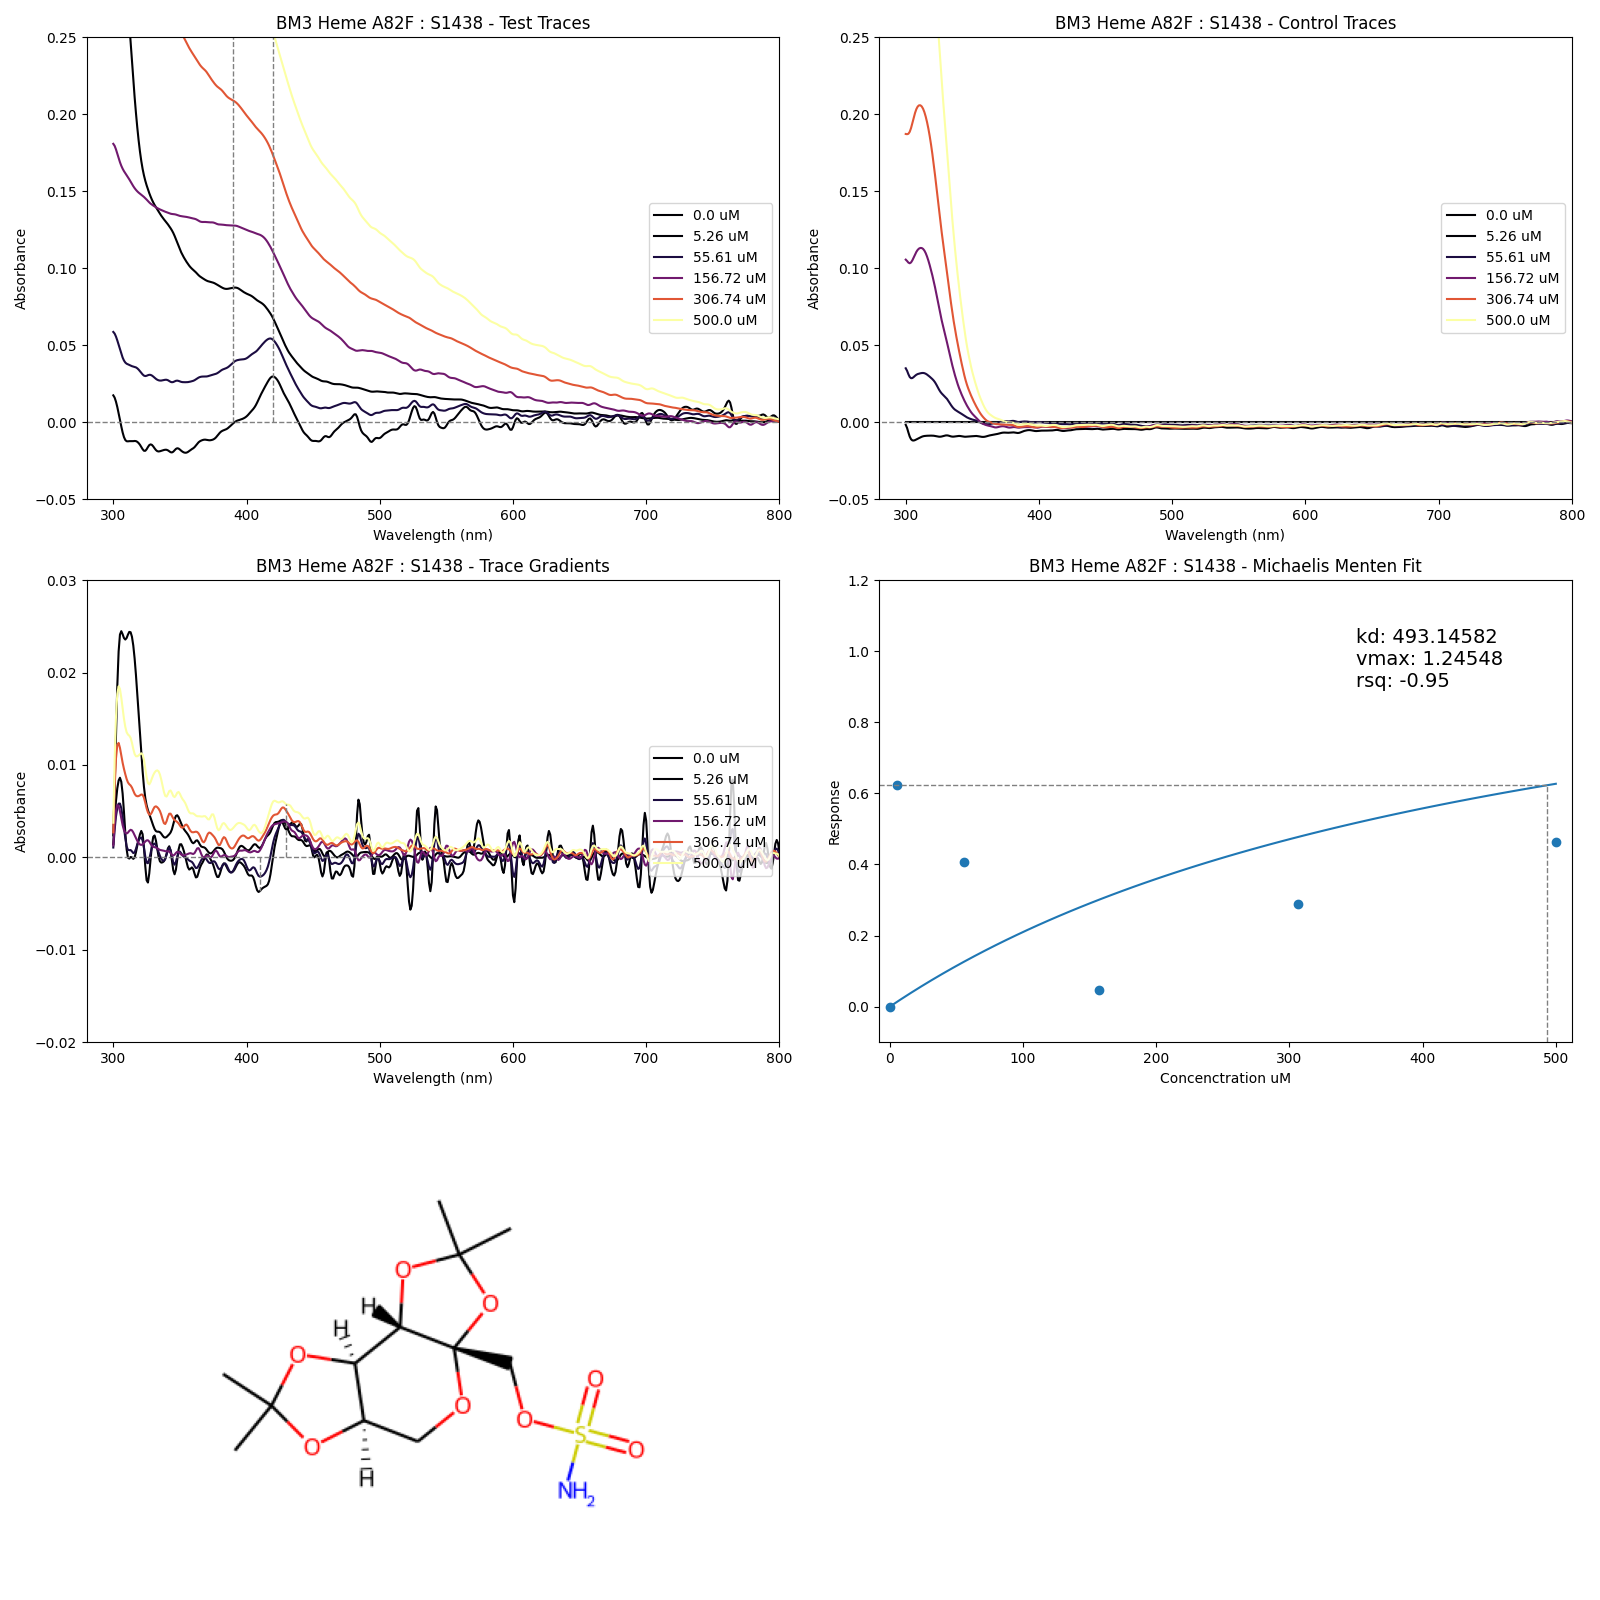 BM3 Heme A82F : S1438 - Test Traces
0.25
0.20
0.15
0.10
0.05
0.00
−0.05
Absorbance
300
400
500
600
700
800
Wavelength (nm)
0.0 uM
5.26 uM
55.61 uM
156.72 uM
306.74 uM
500.0 uM
BM3 Heme A82F : S1438 - Control Traces
0.25
0.20
0.15
0.10
0.05
0.00
−0.05
Absorbance
300
400
500
600
700
800
Wavelength (nm)
0.0 uM
5.26 uM
55.61 uM
156.72 uM
306.74 uM
500.0 uM
BM3 Heme A82F : S1438 - Trace Gradients
0.03
0.02
0.01
0.00
−0.01
−0.02
Absorbance
300
400
500
600
700
800
Wavelength (nm)
0.0 uM
5.26 uM
55.61 uM
156.72 uM
306.74 uM
500.0 uM
BM3 Heme A82F : S1438 - Michaelis Menten Fit
1.2
1.0
0.8
0.6
0.4
0.2
0.0
Response
0
100
200
300
400
500
Concenctration uM
kd: 493.14582
vmax: 1.24548
rsq: -0.95
O
O
H
H
O
O
O
H
O
O
S
O
NH2